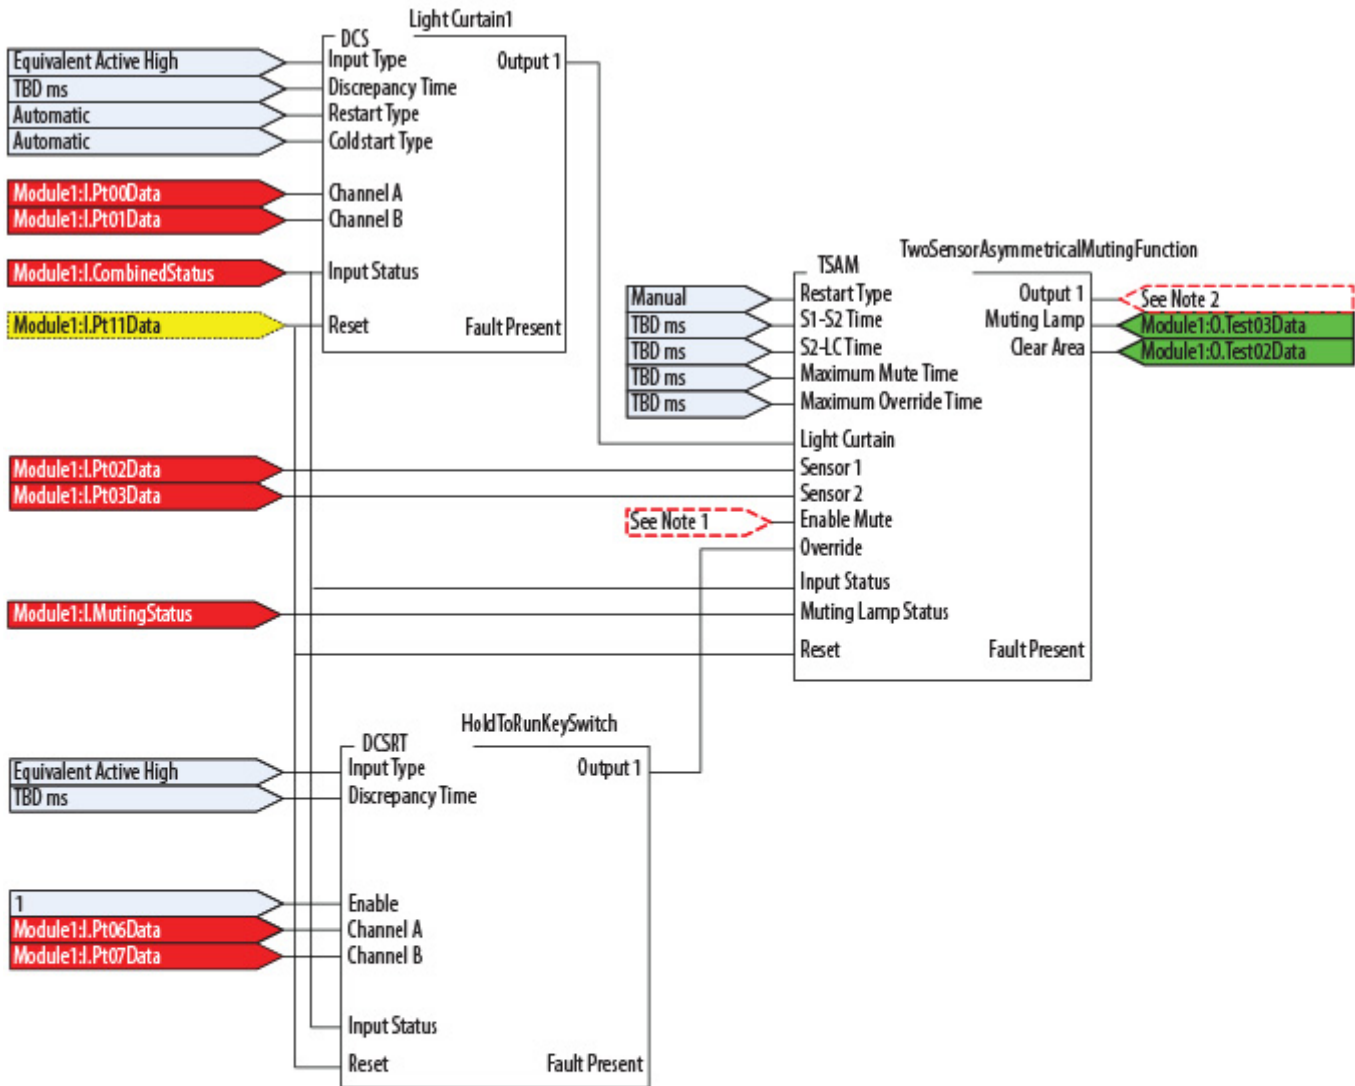 Light Curtain1
DCS
Equivalent Active High
Input Type
Output 1
TBD ms
Discrepancy Time
Automatic
Restart Type
Automatic
Coldstart Type
Module1:I.Pt00Data
Channel A
Module1:I.Pt01Data
Channel B
Module1:I.CombinedStatus
Input Status
Module1:I.Pt11Data
Reset
Fault Present
TwoSensorAsymmetricalMutingFunction
TSAM
Manual
Restart Type
Output 1
See Note 2
TBD ms
S1-S2 Time
Muting Lamp
Module1:O.Test03Data
TBD ms
S2-LC Time
Clear Area
Module1:O.Test02Data
TBD ms
Maximum Mute Time
TBD ms
Maximum Override Time
Light Curtain
Module1:I.Pt02Data
Sensor 1
Module1:I.Pt03Data
Sensor 2
See Note 1
Enable Mute
Override
Input Status
Module1:I.MutingStatus
Muting Lamp Status
Reset
Fault Present
HoldToRunKeySwitch
DCSRT
Equivalent Active High
Input Type
Output 1
TBD ms
Discrepancy Time
1
Enable
Module1:I.Pt06Data
Channel A
Module1:I.Pt07Data
Channel B
Input Status
Reset
Fault Present